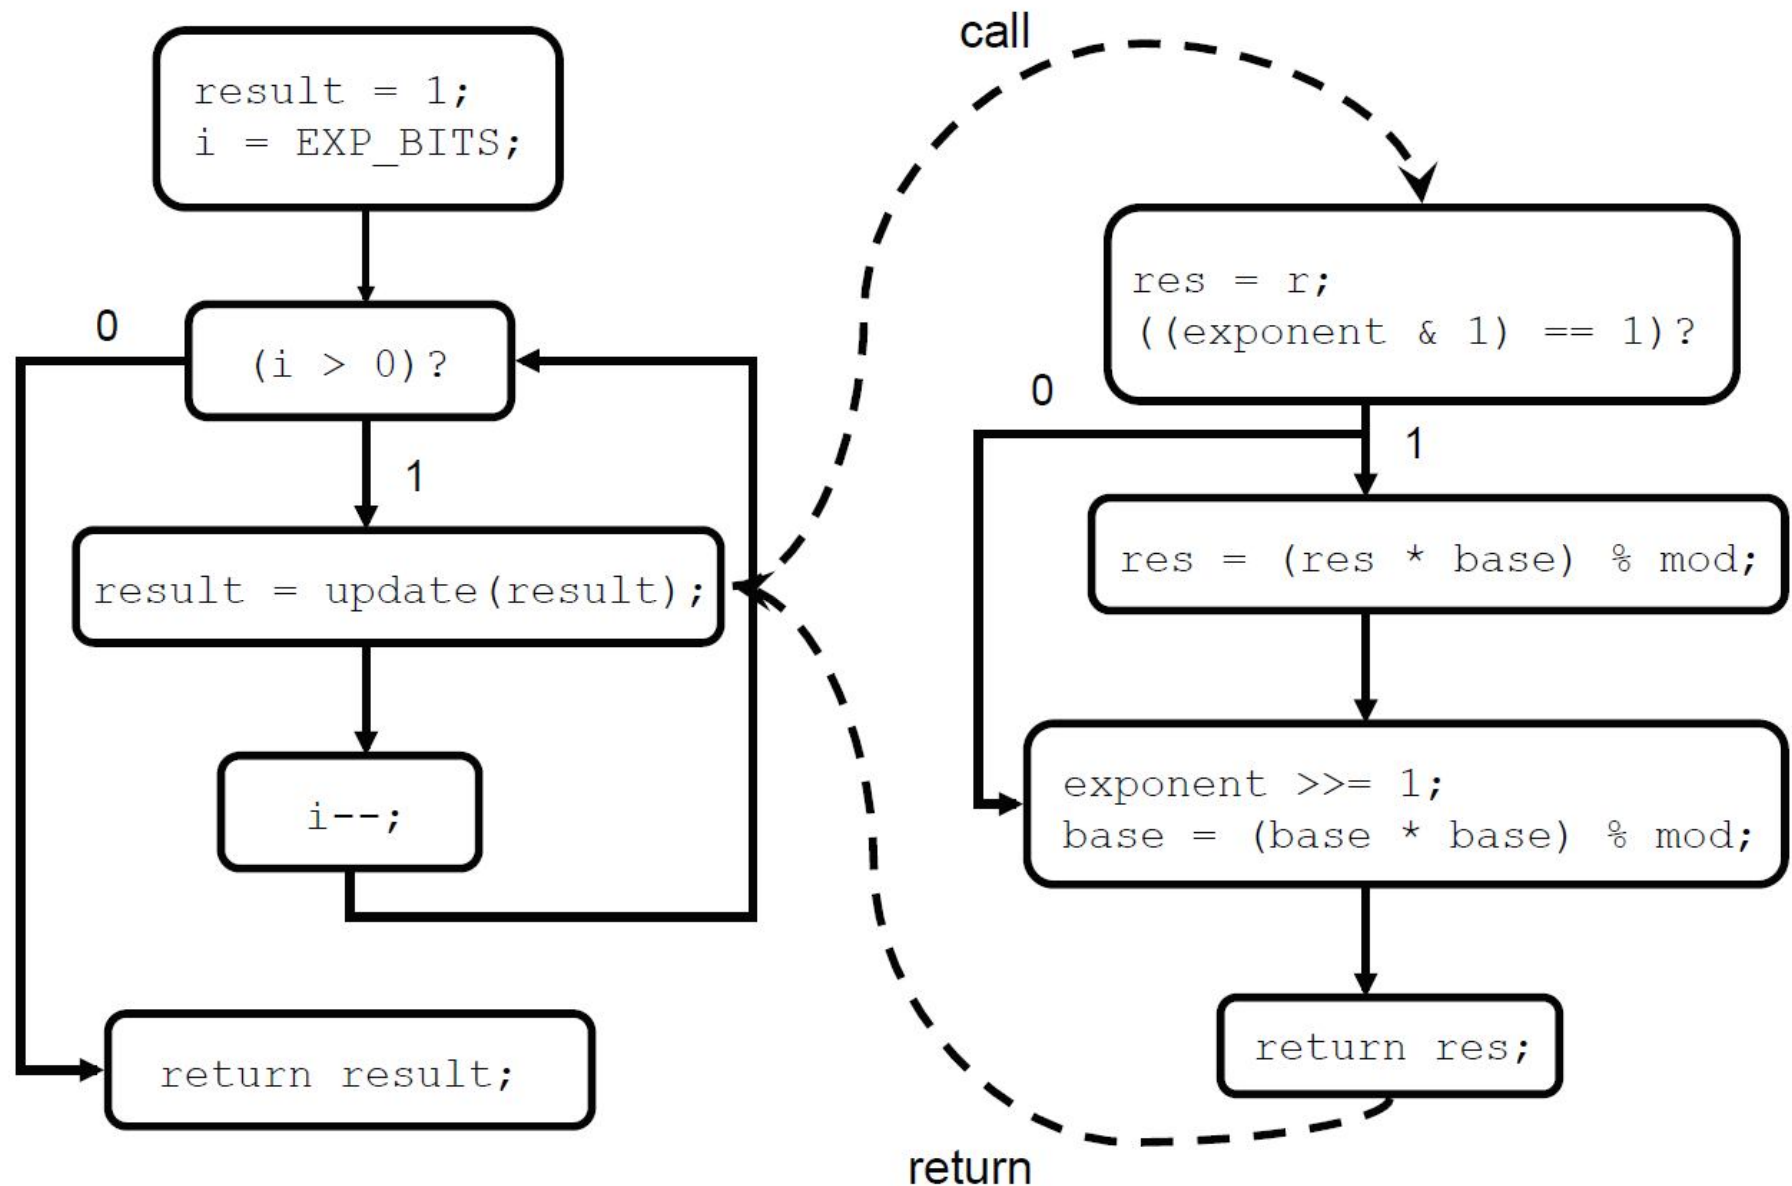 call
result = 1;
i = EXP_BITS;
0
(i > 0)?
1
result = update(result);
i--;
return result;
res = r;
((exponent & 1) == 1)?
0
1
res = (res * base) % mod;
exponent >>= 1;
base = (base * base) % mod;
return res;
return